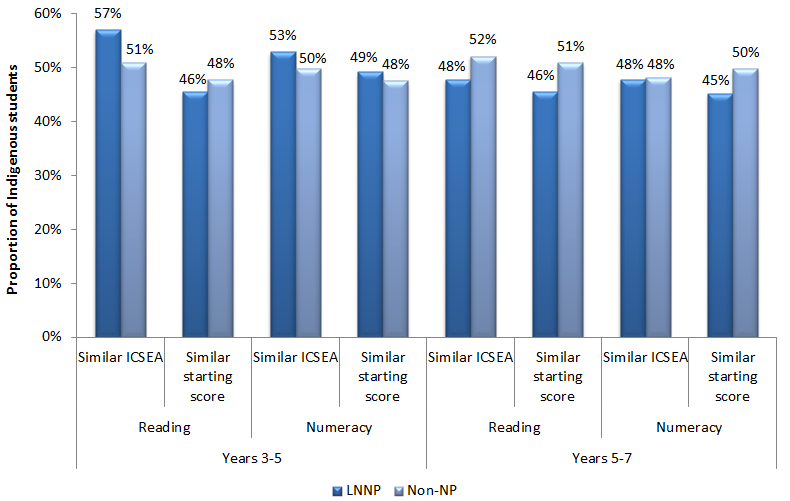 Proportion of Indigenous students
60%
50%
40%
30%
20%
10%
0%
57%
51%
46%
48%
53%
50%
49%
48%
48%
52%
46%
51%
48%
48%
45%
50%
Similar ICSEA
Similar
starting
score
Similar ICSEA
Similar
starting
score
Similar ICSEA
Similar
starting
score
Similar ICSEA
Similar
starting
score
Reading
Numeracy
Reading
Numeracy
Years 3-5
Years 5-7
LNNP
Non-NP